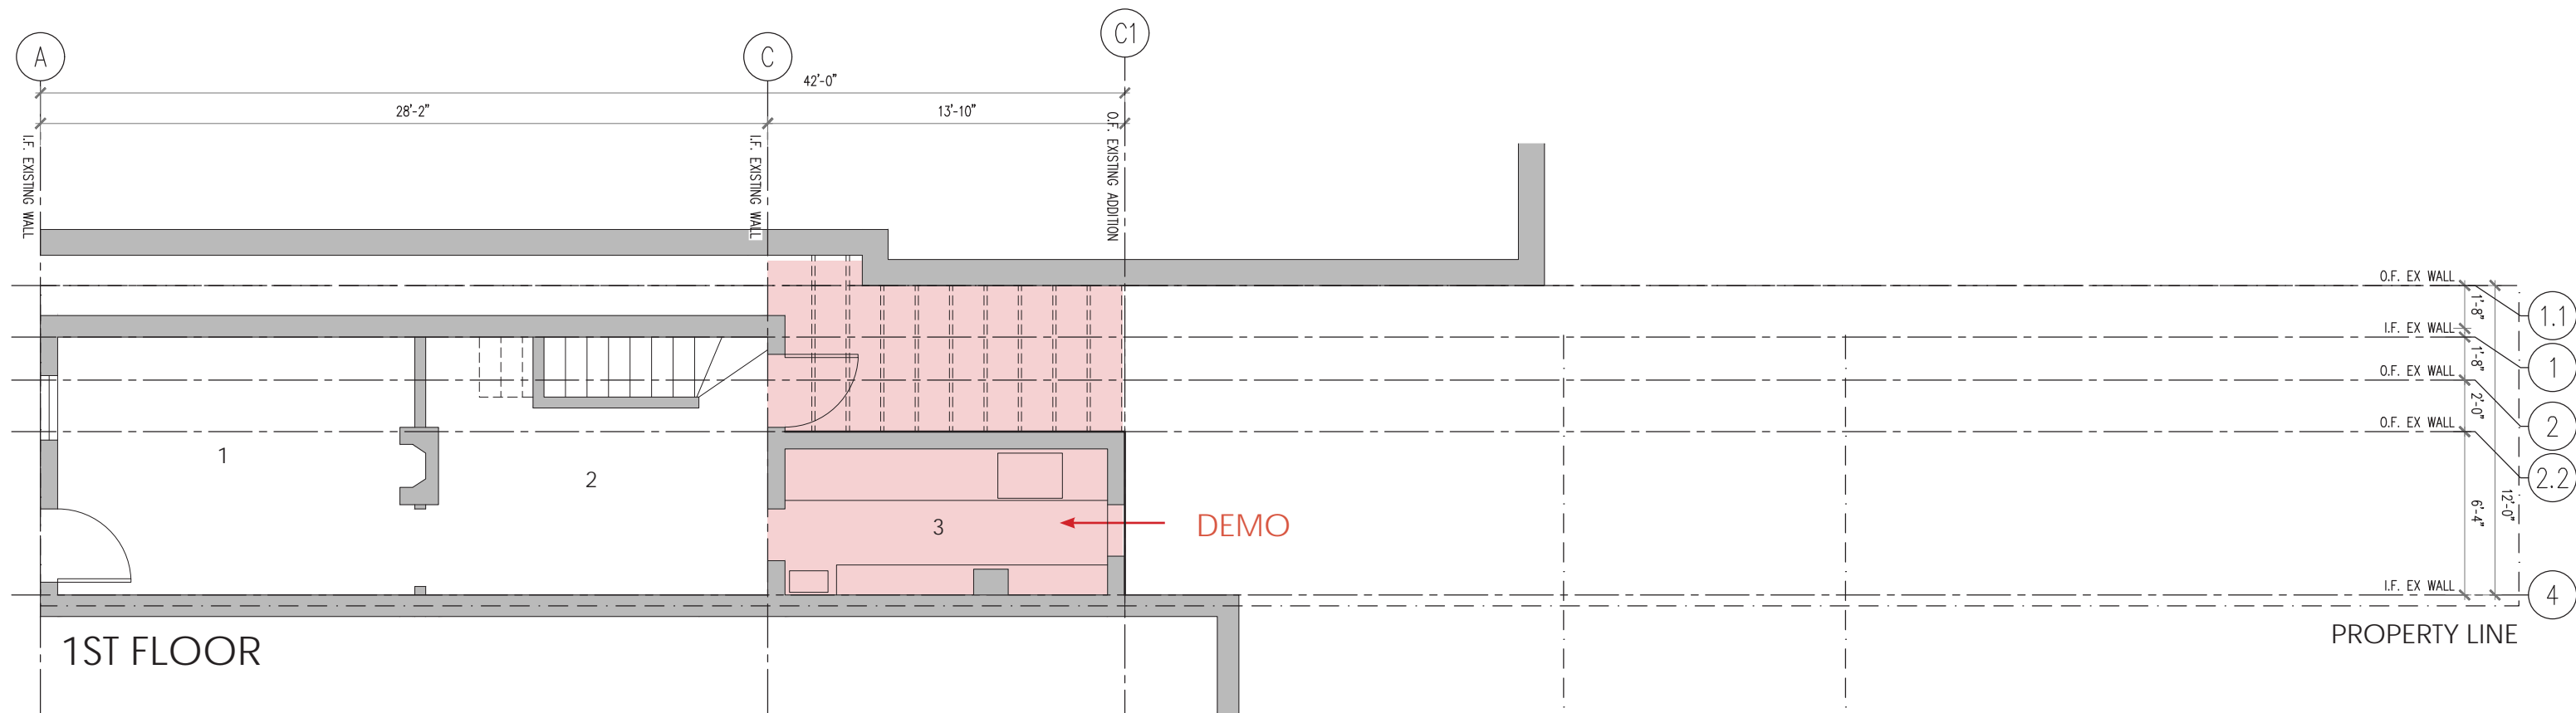 A
C
C1
42'-0"
28'-2"
13'-10"
I.F. EXISTING WALL
I.F. EXISTING WALL
O.F. EXISTING ADDITION
O.F. EX WALL
1'-8"
1.1
I.F. EX WALL
1'-8"
1
O.F. EX WALL
2'-0"
2
O.F. EX WALL
2.2
6'-4"
12'-0"
1
2
3
DEMO
I.F. EX WALL
4
1ST FLOOR
PROPERTY LINE